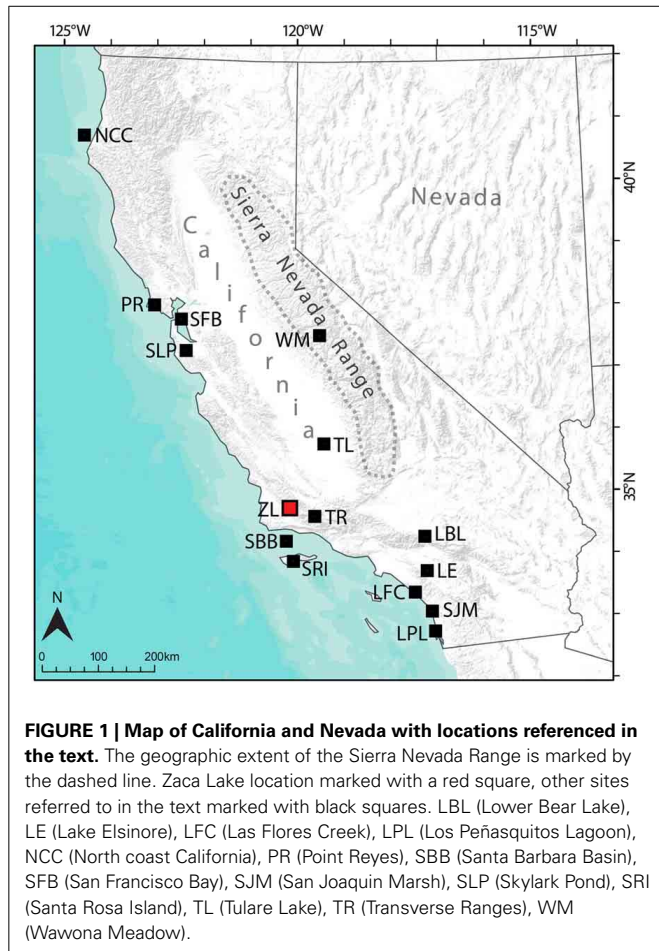 125°W 120°W 115°W
NCC
40°N
Nevada
Sierra Nevada Range
California
PR
SFB
WM
SLP
TL
35°N
ZL
TR
LBL
SBB
LE
SRI
LFC
SJM
LPL
N
0 100 200km
FIGURE 1 | Map of California and Nevada with locations referenced in
the text. The geographic extent of the Sierra Nevada Range is marked by
the dashed line. Zaca Lake location marked with a red square, other sites
referred to in the text marked with black squares. LBL (Lower Bear Lake),
LE (Lake Elsinore), LFC (Las Flores Creek), LPL (Los Peñasquitos Lagoon),
NCC (North coast California), PR (Point Reyes), SBB (Santa Barbara Basin),
SFB (San Francisco Bay), SJM (San Joaquin Marsh), SLP (Skylark Pond), SRI
(Santa Rosa Island), TL (Tulare Lake), TR (Transverse Ranges), WM
(Wawona Meadow).